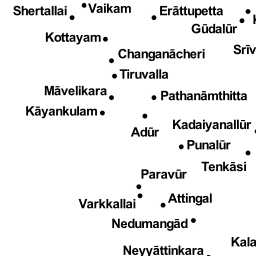 Shertallai
Vaikam
Erāttupetta
Gūdalūr
Kottayam
Changanācheri
Tiruvalla
Māvelikara
Pathanāmthitta
Kāyankulam
Adūr
Kadaiyanallūr
Punalūr
Tenkāsi
Paravūr
Varkkallai
Attingal
Nedumangād
Neyyāttinkara